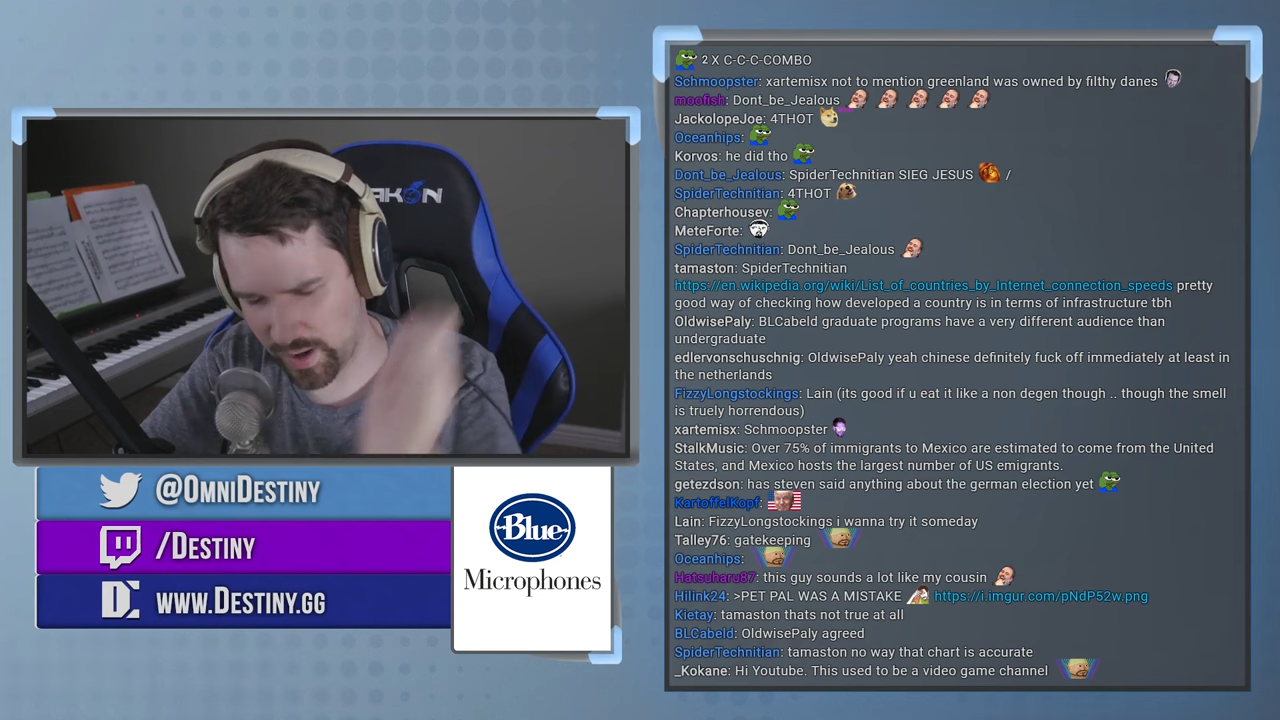 AKON
@OmniDestiny
/Destiny
www.Destiny.gg
Blue
Microphones
2 X C-C-C-COMBO
Schmoopster: xartemisx not to mention greenland was owned by filthy danes
moofish: Dont_be_Jealous
JackolopeJoe: 4THOT
Oceanhips:
Korvos: he did tho
Dont_be_Jealous: SpiderTechnitian SIEG JESUS /
SpiderTechnitian: 4THOT
Chapterhousev:
MeteForte:
SpiderTechnitian: Dont_be_Jealous
tamaston: SpiderTechnitian
https://en.wikipedia.org/wiki/List_of_countries_by_Internet_connection_speeds pretty
good way of checking how developed a country is in terms of infrastructure tbh
OldwisePaly: BLCabeld graduate programs have a very different audience than
undergraduate
edlervonschuschnig: OldwisePaly yeah chinese definitely fuck off immediately at least in
the netherlands
FizzyLongstockings: Lain (its good if u eat it like a non degen though .. though the smell
is truely horrendous)
xartemisx: Schmoopster
StalkMusic: Over 75% of immigrants to Mexico are estimated to come from the United
States, and Mexico hosts the largest number of US emigrants.
getezdson: has steven said anything about the german election yet
KartoffelKopf:
Lain: FizzyLongstockings i wanna try it someday
Talley76: gatekeeping
Oceanhips:
Hatsuharu87: this guy sounds a lot like my cousin
Hilink24: >PET PAL WAS A MISTAKE https://i.imgur.com/pNdP52w.png
Kietay: tamaston thats not true at all
BLCabeld: OldwisePaly agreed
SpiderTechnitian: tamaston no way that chart is accurate
_Kokane: Hi Youtube. This used to be a video game channel